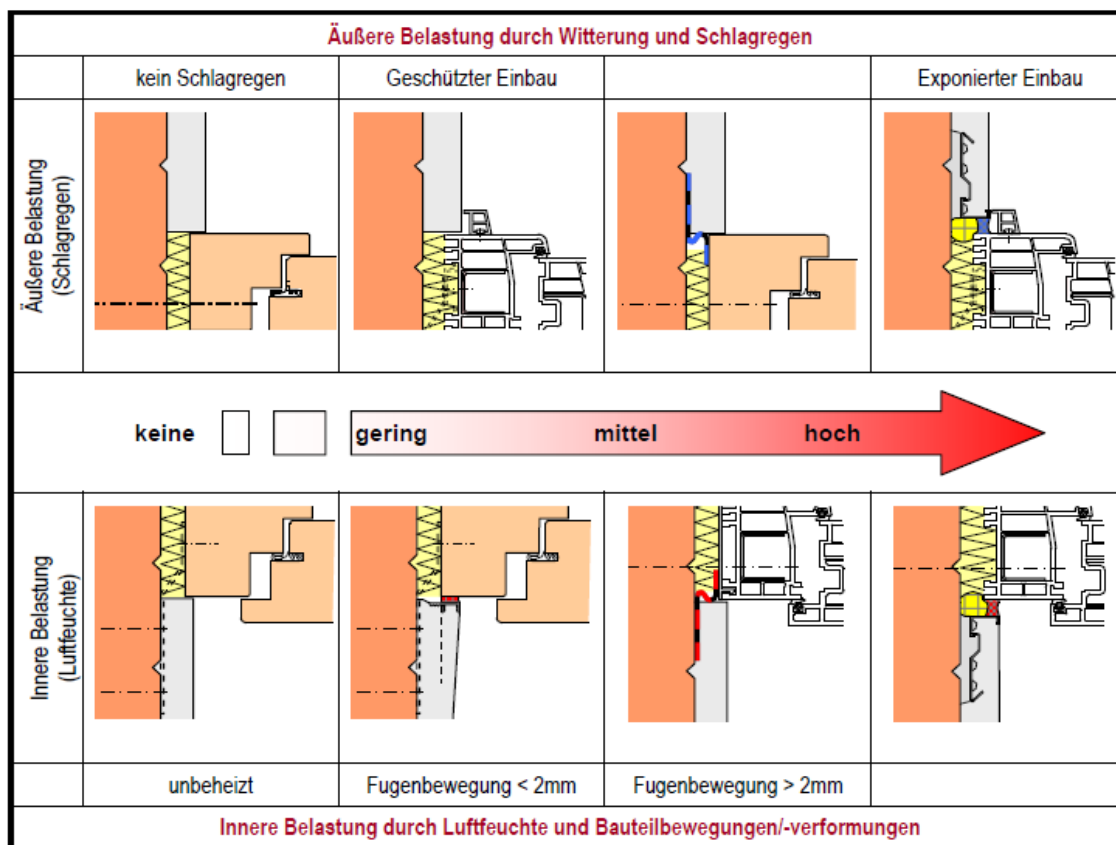 Äußere Belastung durch Witterung und Schlagregen
kein Schlagregen
Geschützter Einbau
Exponierter Einbau
Äußere Belastung
(Schlagregen)
keine
gering
mittel
hoch
Innere Belastung
(Luftfeuchte)
unbeheizt
Fugenbewegung < 2mm
Fugenbewegung > 2mm
Innere Belastung durch Luftfeuchte und Bauteilbewegungen/-verformungen